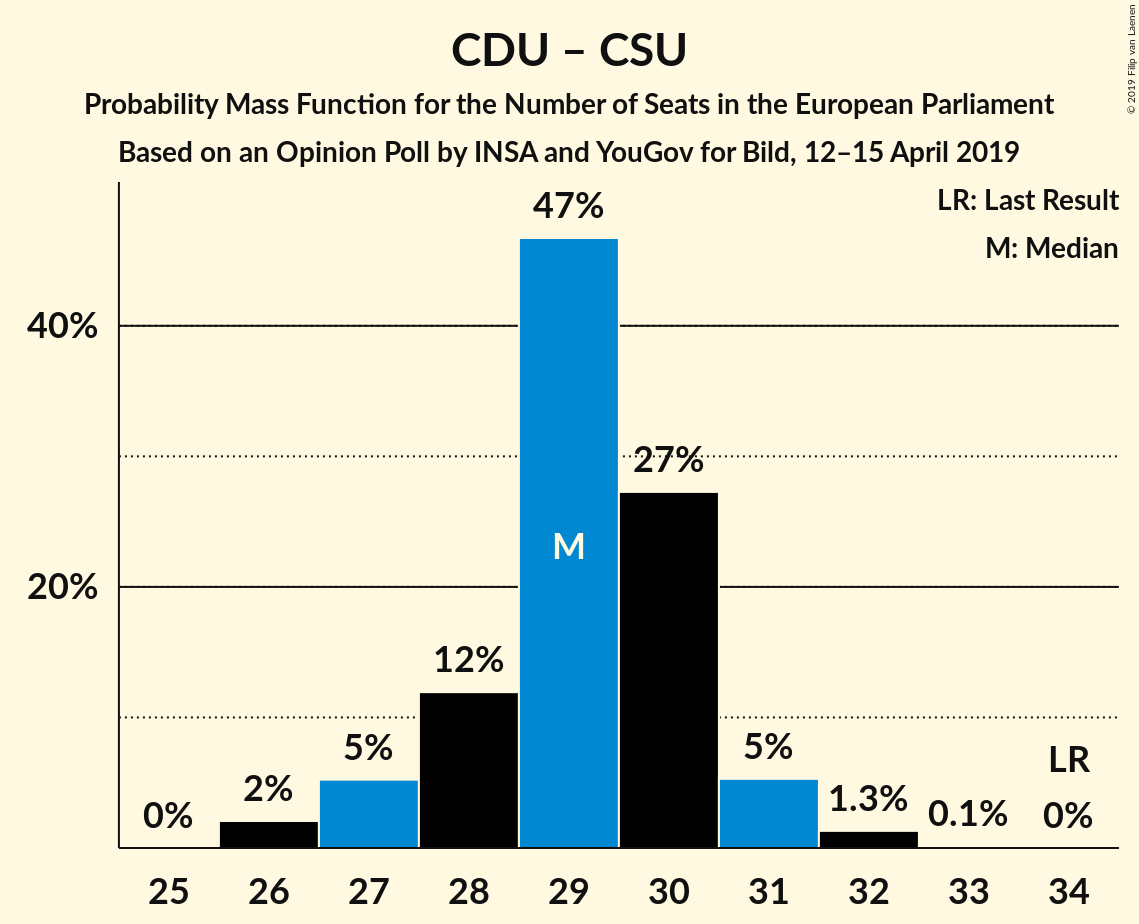 CDU – CSU
Probability Mass Function for the Number of Seats in the European Parliament
Based on an Opinion Poll by INSA and YouGov for Bild, 12–15 April 2019
© 2019 Filip van Laenen
LR: Last Result
M: Median
47%
40%
27%
M
20%
12%
5%
5%
LR
2%
1.3%
0%
0.1%
0%
25 26 27 28 29 30 31 32 33 34